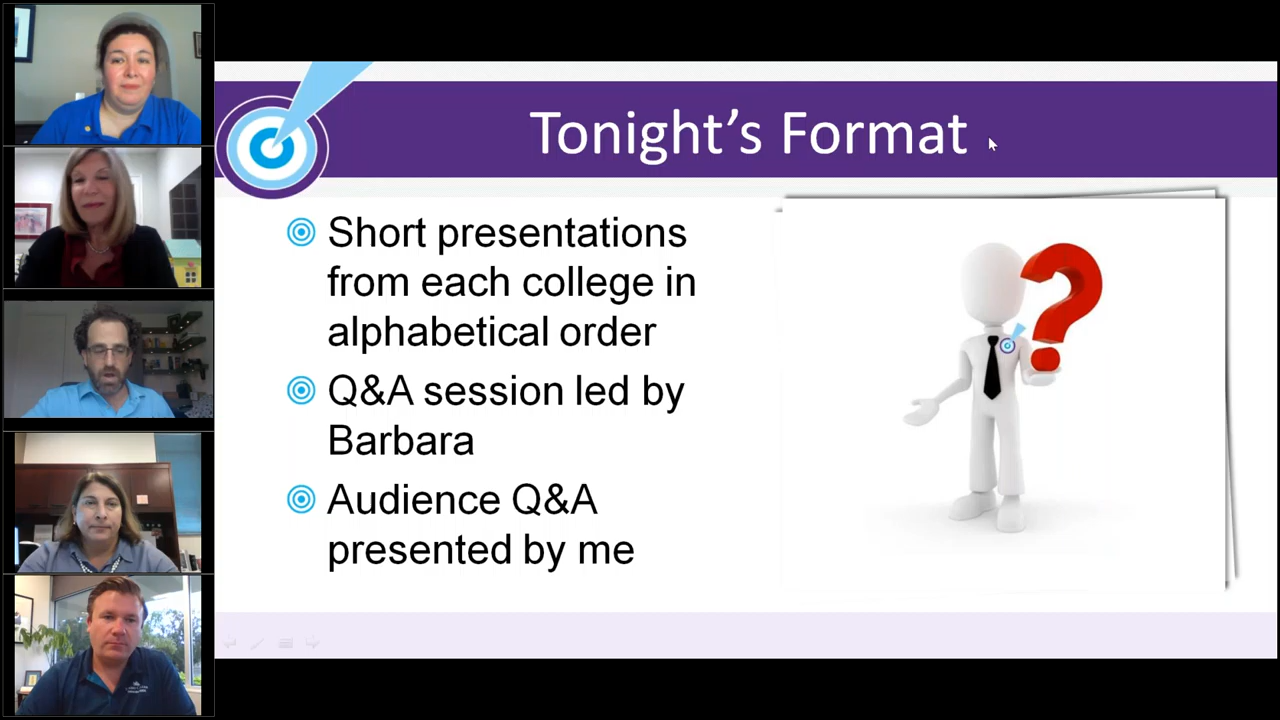 Tonight's Format
Short presentations
from each college in
alphabetical order
Q&A session led by
Barbara
Audience Q&A
presented by me